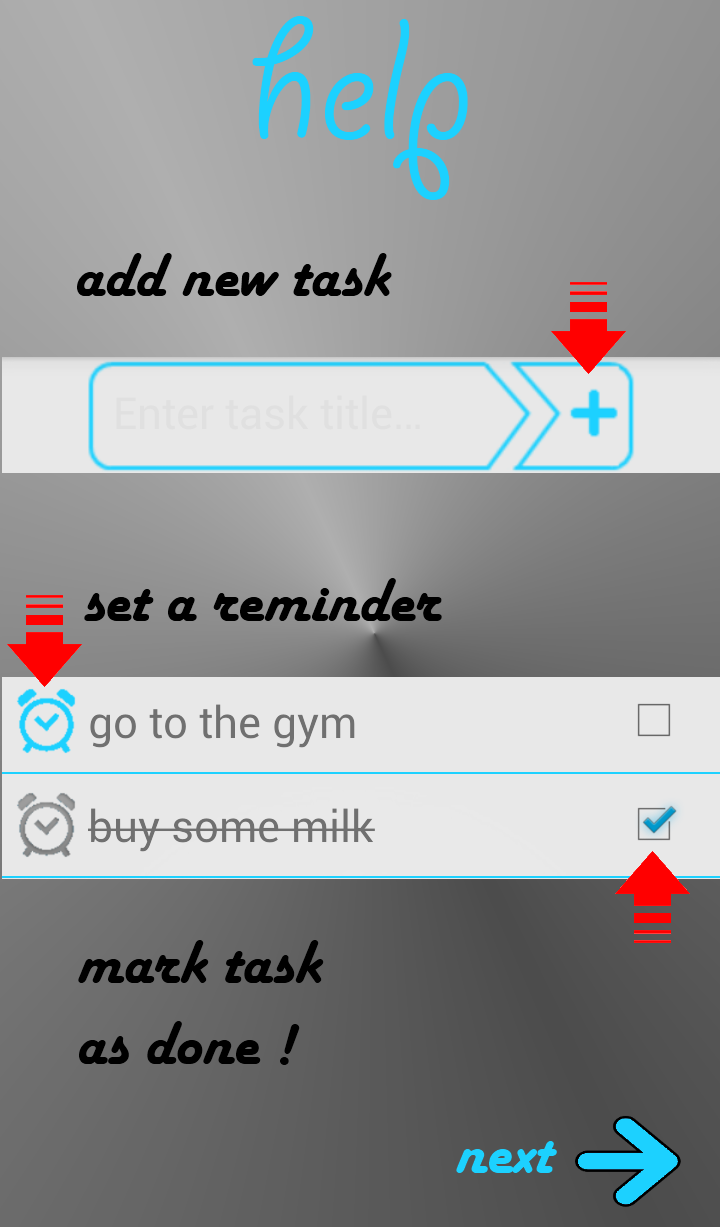 help
add new task
Enter task title...
set a reminder
go to the gym
buy some milk
mark task
as done !
next